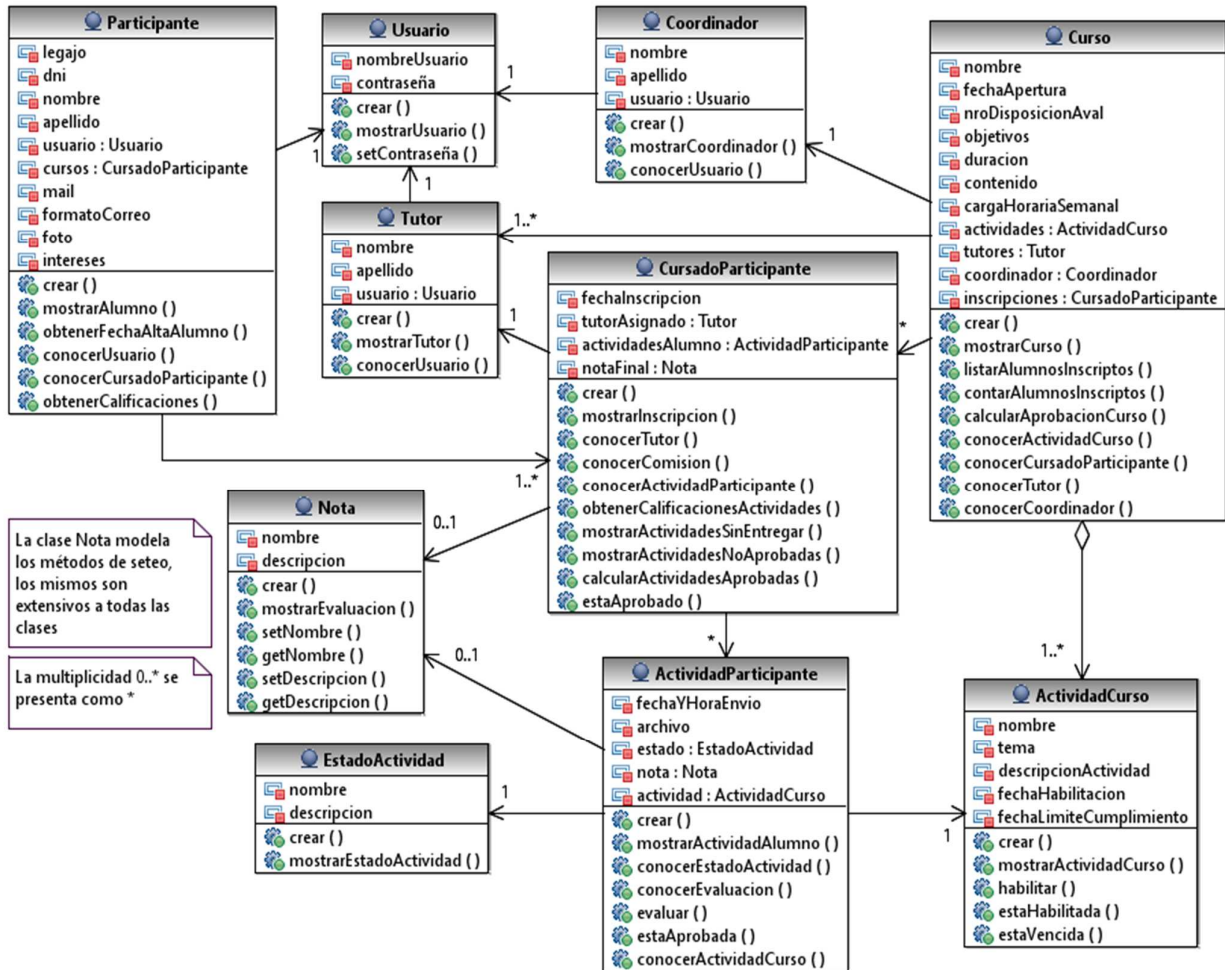 Participante
legajo
dni
nombre
apellido
usuario : Usuario
cursos : CursadoParticipante
mail
formatoCorreo
foto
intereses
crear ( )
mostrarAlumno ( )
obtenerFechaAltaAlumno ( )
conocerUsuario ( )
conocerCursadoParticipante ( )
obtenerCalificaciones ( )
Usuario
nombreUsuario
contraseña
crear ( )
mostrarUsuario ( )
setContraseña ( )
1
1
1
Coordinador
nombre
apellido
usuario : Usuario
crear ( )
mostrarCoordinador ( )
conocerUsuario ( )
1
Curso
nombre
fechaApertura
nroDisposicionAval
objetivos
duracion
contenido
cargaHorariaSemanal
actividades : ActividadCurso
tutores : Tutor
coordinador : Coordinador
inscripciones : CursadoParticipante
crear ( )
mostrarCurso ( )
listarAlumnosInscriptos ( )
contarAlumnosInscriptos ( )
calcularAprobacionCurso ( )
conocerActividadCurso ( )
conocerCursadoParticipante ( )
conocerTutor ( )
conocerCoordinador ( )
Tutor
nombre
apellido
usuario : Usuario
crear ( )
mostrarTutor ( )
conocerUsuario ( )
1..*
1
CursadoParticipante
fechaInscripcion
tutorAsignado : Tutor
actividadesAlumno : ActividadParticipante
notaFinal : Nota
crear ( )
mostrarInscripcion ( )
conocerTutor ( )
conocerComision ( )
conocerActividadParticipante ( )
obtenerCalificacionesActividades ( )
mostrarActividadesSinEntregar ( )
mostrarActividadesNoAprobadas ( )
calcularActividadesAprobadas ( )
estaAprobado ( )
*
1..*
La clase Nota modela
los métodos de seteo,
los mismos son
extensivos a todas las
clases
La multiplicidad 0..* se
presenta como *
Nota
nombre
descripcion
crear ( )
mostrarEvaluacion ( )
setNombre ( )
getNombre ( )
setDescripcion ( )
getDescripcion ( )
0..1
0..1
*
1..*
EstadoActividad
nombre
descripcion
crear ( )
mostrarEstadoActividad ( )
1
ActividadParticipante
fechaYHoraEnvio
archivo
estado : EstadoActividad
nota : Nota
actividad : ActividadCurso
crear ( )
mostrarActividadAlumno ( )
conocerEstadoActividad ( )
conocerEvaluacion ( )
evaluar ( )
estaAprobada ( )
conocerActividadCurso ( )
1
ActividadCurso
nombre
tema
descripcionActividad
fechaHabilitacion
fechaLimiteCumplimiento
crear ( )
mostrarActividadCurso ( )
habilitar ( )
estaHabilitada ( )
estaVencida ( )